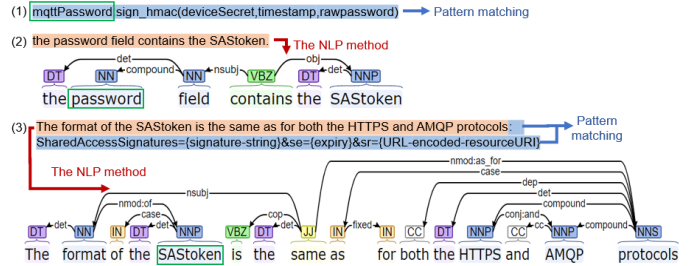 (1) mqttPassword sign_hmac(deviceSecret,timestamp,rawpassword) Pattern matching
(2) the password field contains the SAStoken. The NLP method
det nsubj obj
compound det
DT NN NN VBZ DT NNP
the password field contains the SAStoken
(3) The format of the SAStoken is the same as for both the HTTPS and AMQP protocols: Pattern
SharedAccessSignatures={signature-string}&se={expiry}&sr={URL-encoded-resourceURI} matching
The NLP method
nmod:as_for
case
nsubj dep
nmod:of det
case cop compound
conj:and
det det det fixed cc compound
DT NN IN DT NNP VBZ DT JJ IN IN CC DT NNP CC NNP NNS
The format of the SAStoken is the same as for both the HTTPS and AMQP protocols